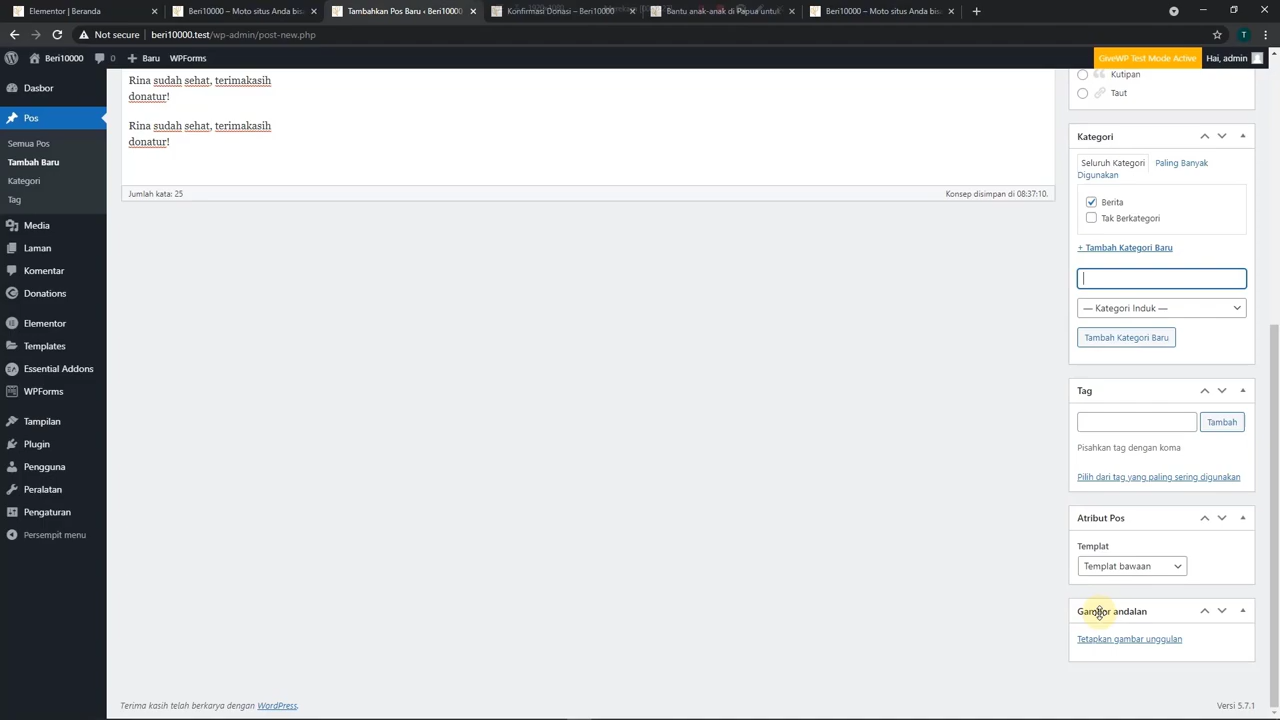 Elementor | Beranda
Beri10000 – Moto situs Anda bisa
Tambahkan Pos Baru ‹ Beri1000
Konfirmasi Donasi – Beri10000
Bantu anak-anak di Papua untuk
Beri10000 – Moto situs Anda bisa
Not secure
beri10000.test/wp-admin/post-new.php
T
Beri10000
0
Baru
WPForms
GiveWP Test Mode Active
Hai, admin
Dasbor
Pos
Semua Pos
Tambah Baru
Kategori
Tag
Media
Laman
Komentar
Donations
Elementor
Templates
Essential Addons
WPForms
Tampilan
Plugin
Pengguna
Peralatan
Pengaturan
Persempit menu
Rina sudah sehat, terimakasih
donatur!
Rina sudah sehat, terimakasih
donatur!
Jumlah kata: 25
Konsep disimpan di 08:37:10.
Kutipan
Taut
Kategori
Seluruh Kategori
Paling Banyak
Digunakan
Berita
Tak Berkategori
+ Tambah Kategori Baru
— Kategori Induk —
Tambah Kategori Baru
Tag
Tambah
Pisahkan tag dengan koma
Pilih dari tag yang paling sering digunakan
Atribut Pos
Templat
Templat bawaan
Gambar andalan
Tetapkan gambar unggulan
Terima kasih telah berkarya dengan WordPress.
Versi 5.7.1